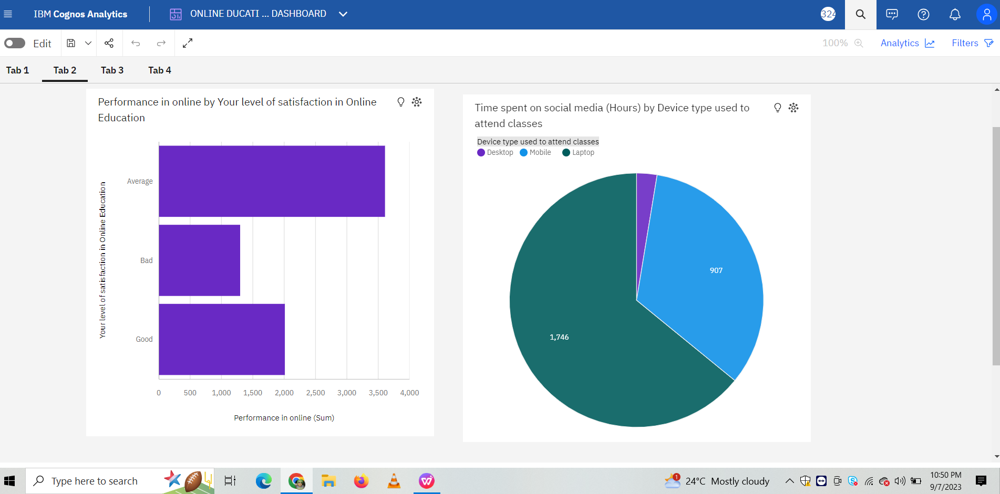 IBM Cognos Analytics
ONLINE DUCATI ... DASHBOARD
324
Edit
100%
Analytics
Filters
Tab 1 Tab 2 Tab 3 Tab 4
Performance in online by Your level of satisfaction in Online
Education
Your level of satisfaction in Online Education
Average
Bad
Good
0 500 1,000 1,500 2,000 2,500 3,000 3,500 4,000
Performance in online (Sum)
Time spent on social media (Hours) by Device type used to
attend classes
Device type used to attend classes
Desktop Mobile Laptop
907
1,746
Type here to search
1
24°C Mostly cloudy
10:50 PM
9/7/2023